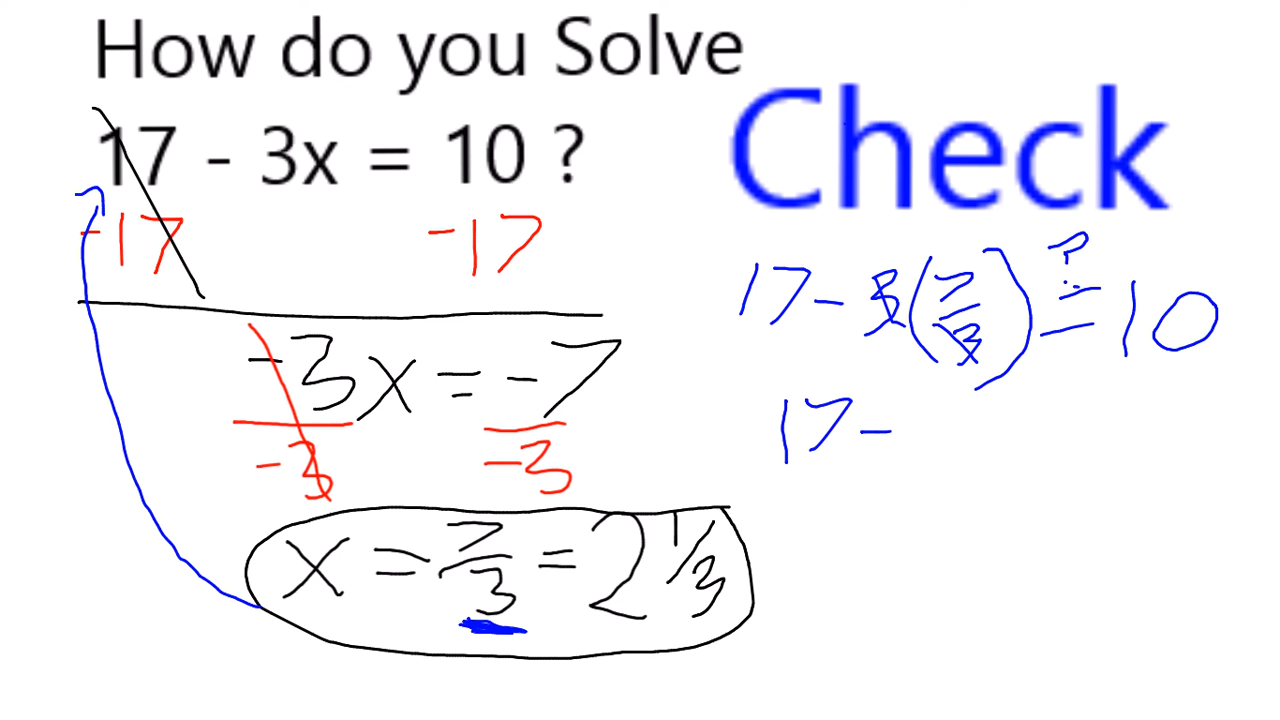 How do you Solve
17 - 3x = 10 ?
-17 -17
-3x = -7
-3 -3
x = 7/3 = 2 1/3
Check
17 - 3(7/3) ?= 10
17 -